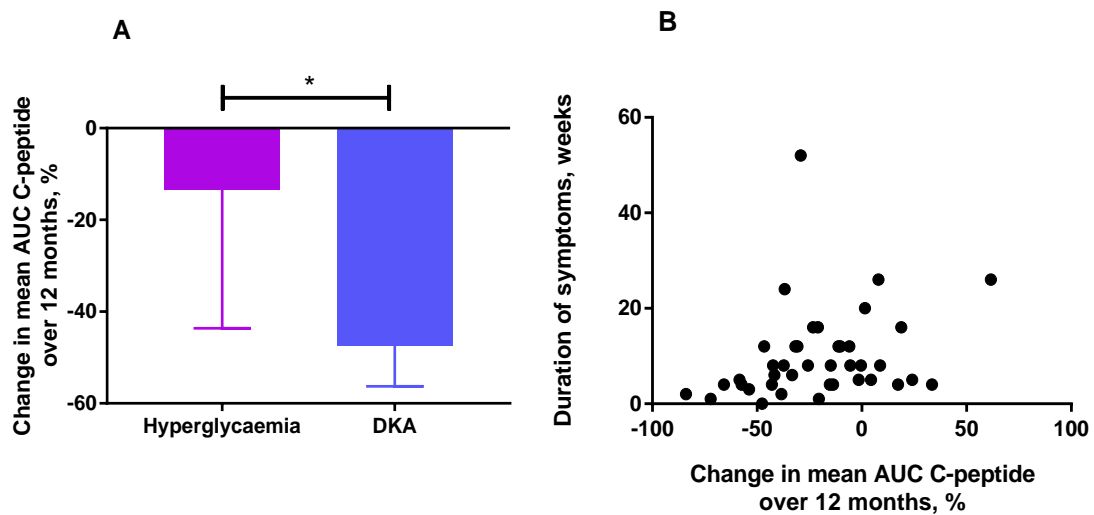 A
*
Change in mean AUC C-peptide
over 12 months, %
0
-20
-40
-60
Hyperglycaemia
DKA
B
Duration of symptoms, weeks
60
40
20
0
-100
-50
0
50
100
Change in mean AUC C-peptide
over 12 months, %